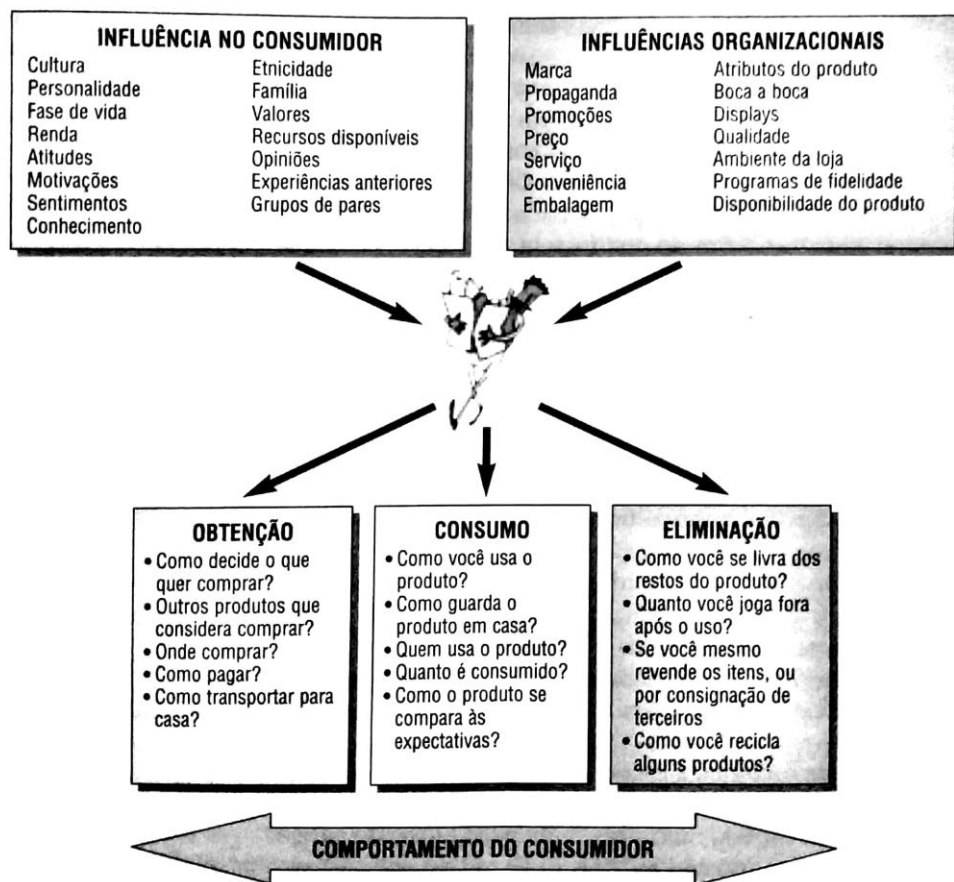 INFLUÊNCIA NO CONSUMIDOR
Cultura
Personalidade
Fase de vida
Renda
Atitudes
Motivações
Sentimentos
Conhecimento
Etnicidade
Família
Valores
Recursos disponíveis
Opiniões
Experiências anteriores
Grupos de pares
INFLUÊNCIAS ORGANIZACIONAIS
Marca
Propaganda
Promoções
Preço
Serviço
Conveniência
Embalagem
Atributos do produto
Boca a boca
Displays
Qualidade
Ambiente da loja
Programas de fidelidade
Disponibilidade do produto
OBTENÇÃO
• Como decide o que
quer comprar?
• Outros produtos que
considera comprar?
• Onde comprar?
• Como pagar?
• Como transportar para
casa?
CONSUMO
• Como você usa o
produto?
• Como guarda o
produto em casa?
• Quem usa o produto?
• Quanto é consumido?
• Como o produto se
compara às
expectativas?
ELIMINAÇÃO
• Como você se livra dos
restos do produto?
• Quanto você joga fora
após o uso?
• Se você mesmo
revende os itens, ou
por consignação de
terceiros
• Como você recicla
alguns produtos?
COMPORTAMENTO DO CONSUMIDOR